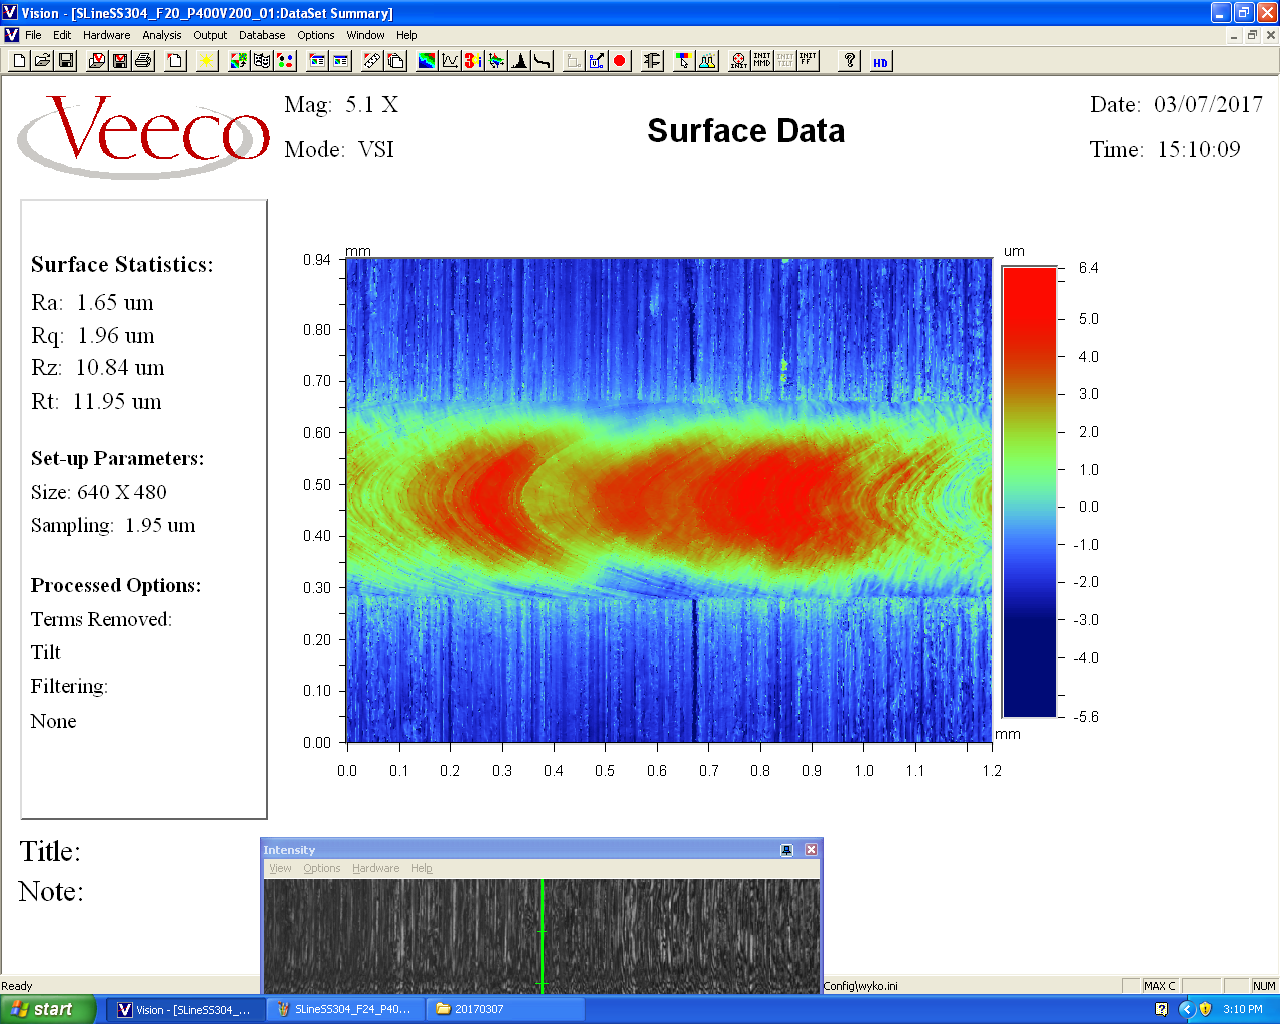 Vision - [SLineSS304_F20_P400V200_01:DataSet Summary]
File Edit Hardware Analysis Output Database Options Window Help
INIT INIT MMD INIT TILT INIT FF ? HD
Veeco
Mag: 5.1 X
Mode: VSI
Surface Data
Date: 03/07/2017
Time: 15:10:09
Surface Statistics:
Ra: 1.65 um
Rq: 1.96 um
Rz: 10.84 um
Rt: 11.95 um
Set-up Parameters:
Size: 640 X 480
Sampling: 1.95 um
Processed Options:
Terms Removed:
Tilt
Filtering:
None
mm
0.94
0.80
0.70
0.60
0.50
0.40
0.30
0.20
0.10
0.00
0.0 0.1 0.2 0.3 0.4 0.5 0.6 0.7 0.8 0.9 1.0 1.1 1.2
mm
um
6.4
5.0
4.0
3.0
2.0
1.0
0.0
-1.0
-2.0
-3.0
-4.0
-5.6
Title:
Note:
Intensity
View Options Hardware Help
Ready
Config\wyko.ini
MAX C
NUM
start
Vision - [SLineSS304_...
SLineSS304_F24_P40...
20170307
3:10 PM